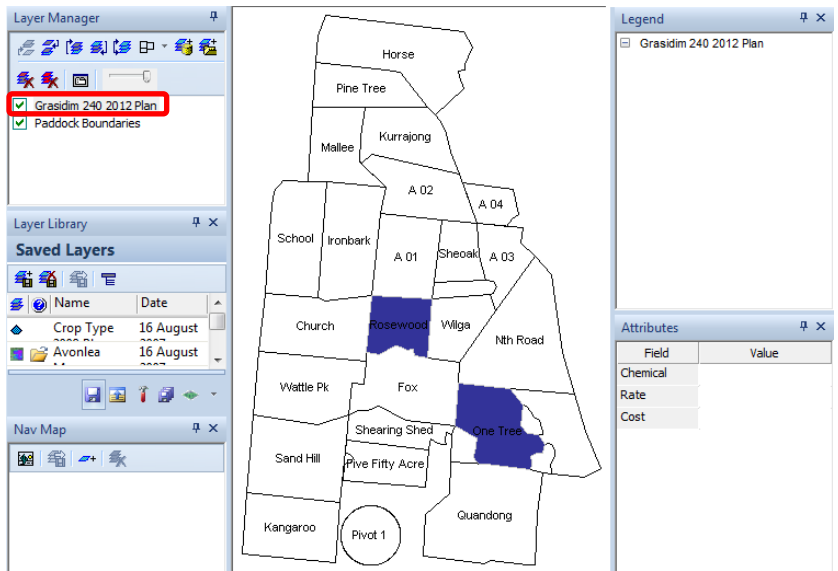 Layer Manager
Grasidim 240 2012 Plan
Paddock Boundaries
Layer Library
Saved Layers
Name Date
Crop Type 16 August
Avonlea 16 August
Nav Map
Horse
Pine Tree
Kurrajong
Mallee
A 02
A 04
School
Ironbark
A 01
Sheoak
A 03
Church
Rosewood
Wilga
Nth Road
Wattle Pk
Fox
Shearing Shed
One Tree
Sand Hill
Five Fifty Acre
Quandong
Kangaroo
Pivot 1
Legend
Grasidim 240 2012 Plan
Attributes
Field Value
Chemical
Rate
Cost